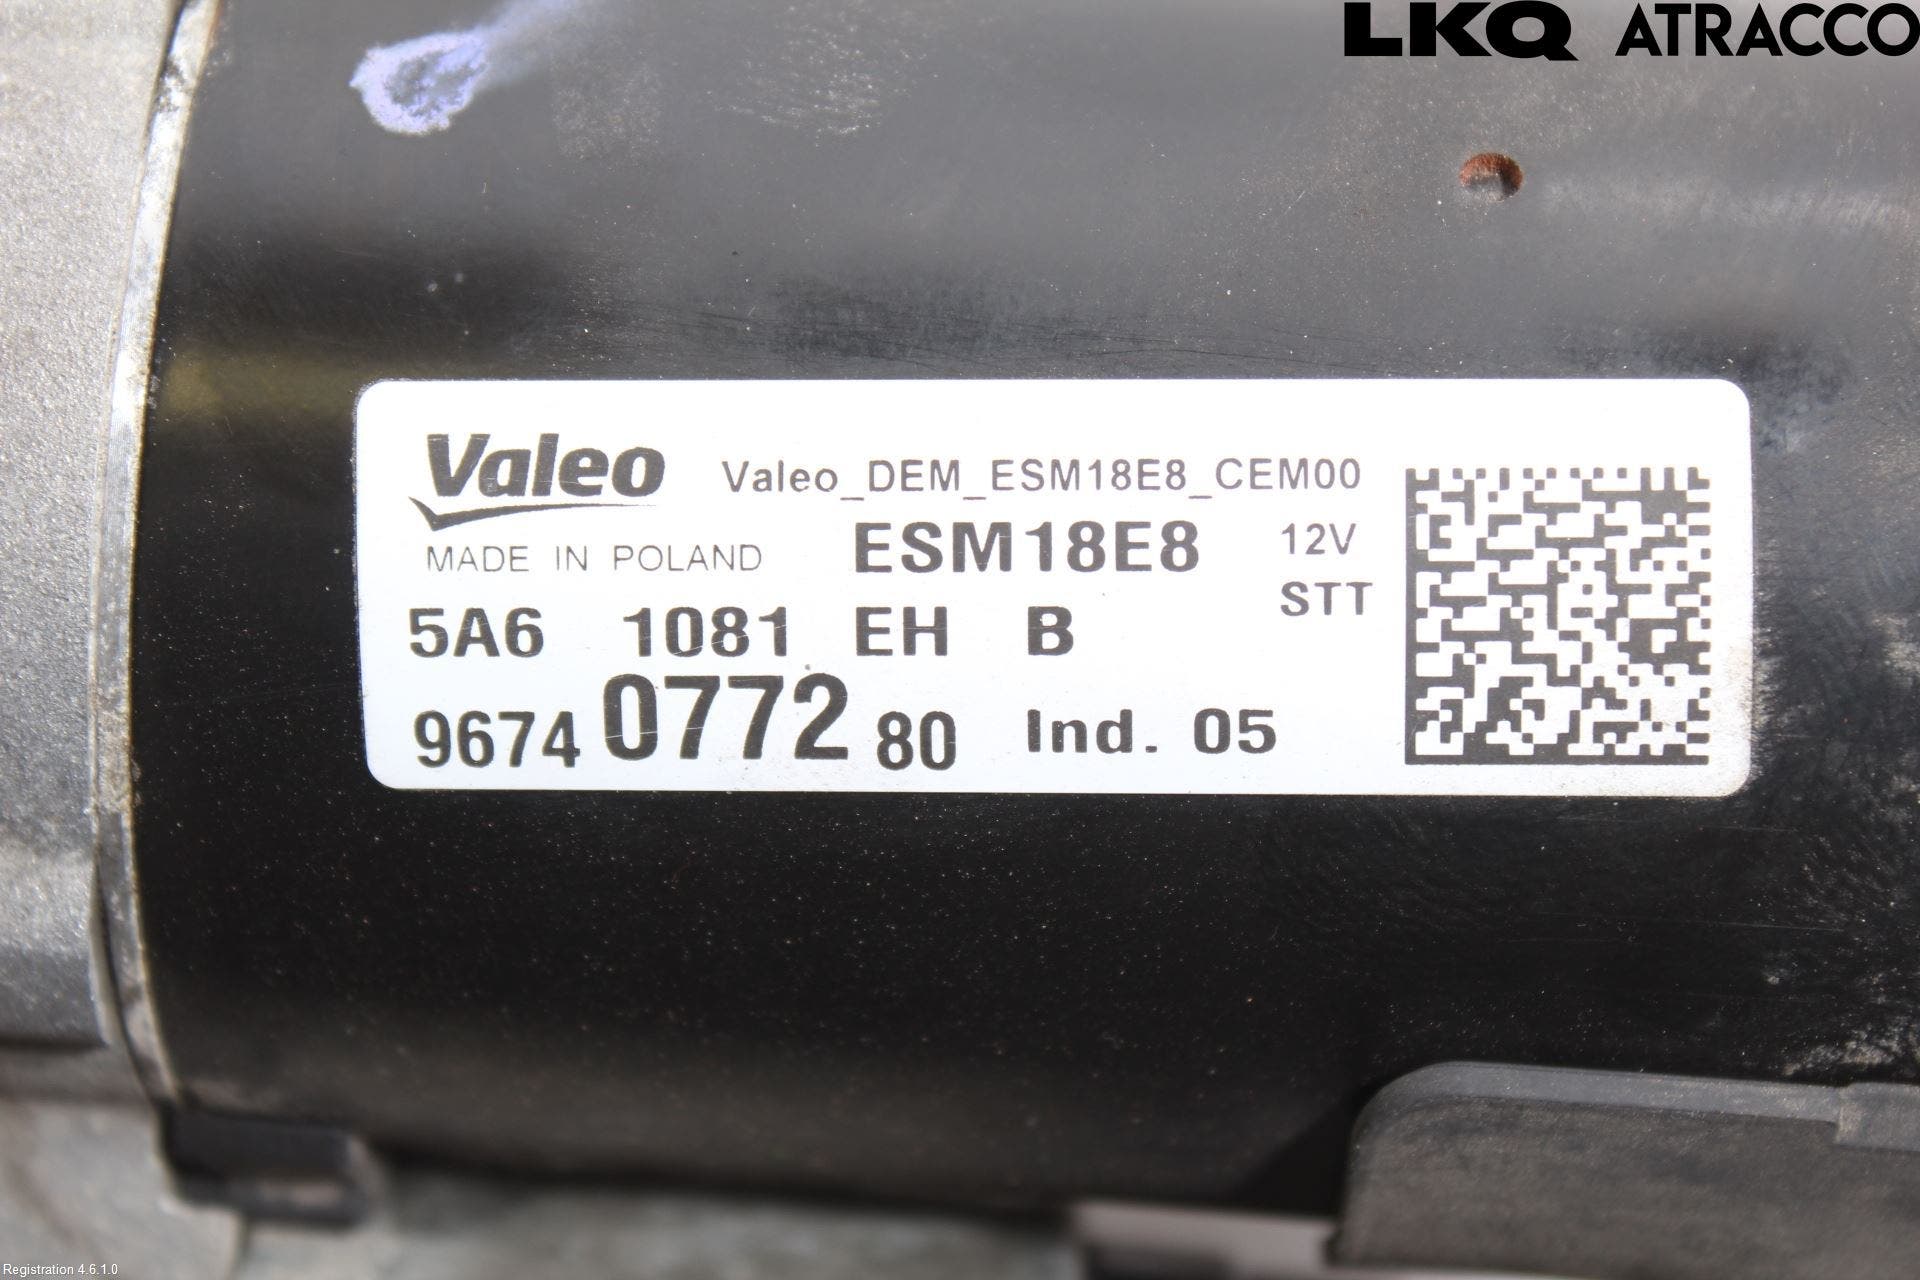 LKQ ATRACCO
Valeo Valeo_DEM_ESM18E8_CEM00
MADE IN POLAND ESM18E8 12V
STT
5A6 1081 EH B
9674 0772 80 Ind. 05
Registration 4.6.1.0